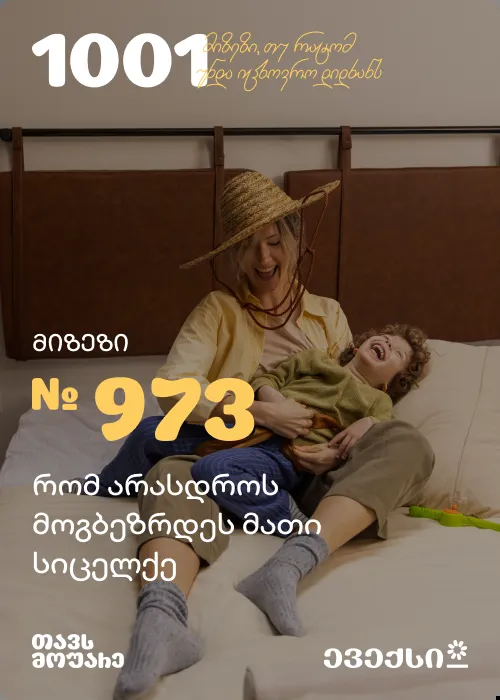 1001 მიზეზი, თუ რატომ
უნდა იცხოვრო დიდხანს
მიზეზი
№ 973
რომ არასდროს
მოგბეზრდეს მათი
სიცელქე
თავს
მოუარე
ევექსი